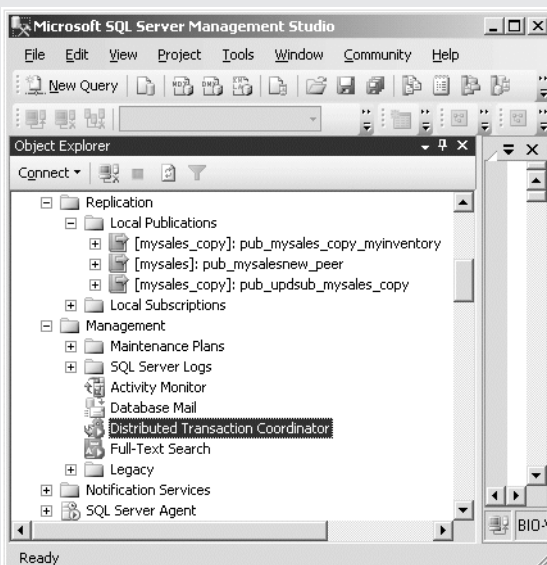 Microsoft SQL Server Management Studio
File Edit View Project Tools Window Community Help
New Query
Object Explorer
Connect
Replication
Local Publications
[mysales_copy]: pub_mysales_copy_myinventory
[mysales]: pub_mysalesnew_peer
[mysales_copy]: pub_updsub_mysales_copy
Local Subscriptions
Management
Maintenance Plans
SQL Server Logs
Activity Monitor
Database Mail
Distributed Transaction Coordinator
Full-Text Search
Legacy
Notification Services
SQL Server Agent
BIO-
Ready